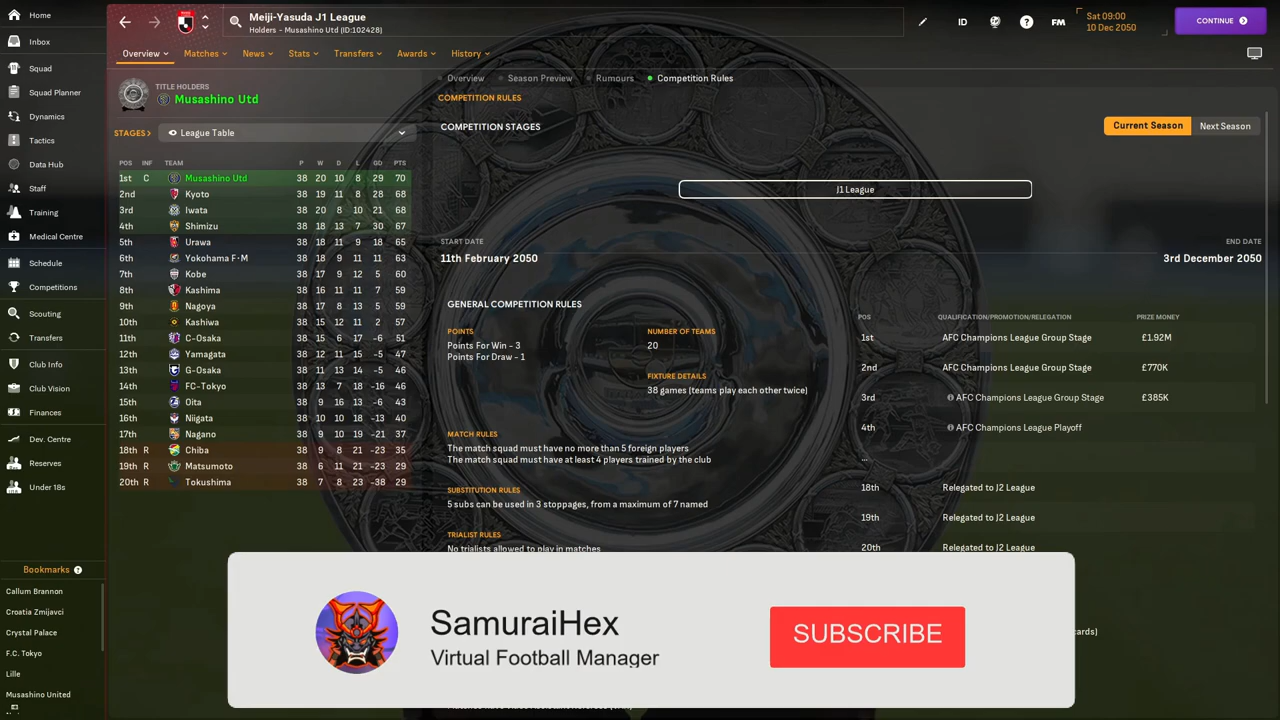 Home
Inbox
Squad
Squad Planner
Dynamics
Tactics
Data Hub
Staff
Training
Medical Centre
Schedule
Competitions
Scouting
Transfers
Club Info
Club Vision
Finances
Dev. Centre
Reserves
Under 18s
Bookmarks ?
Callum Brannon
Croatia Zmijavci
Crystal Palace
F.C. Tokyo
Lille
Musashino United
Meiji-Yasuda J1 League
Holders - Musashino Utd (ID:102428)
ID
?
FM
Sat 09:00
10 Dec 2050
CONTINUE
Overview Matches News Stats Transfers Awards History
TITLE HOLDERS
Musashino Utd
STAGES League Table
POS INF TEAM P W D L GD PTS
1st C Musashino Utd 38 20 10 8 29 70
2nd Kyoto 38 19 11 8 28 68
3rd Iwata 38 20 8 10 21 68
4th Shimizu 38 18 13 7 30 67
5th Urawa 38 18 11 9 18 65
6th Yokohama F·M 38 18 9 11 11 63
7th Kobe 38 17 9 12 5 60
8th Kashima 38 16 11 11 7 59
9th Nagoya 38 17 8 13 5 59
10th Kashiwa 38 15 12 11 2 57
11th C-Osaka 38 15 6 17 -6 51
12th Yamagata 38 12 11 15 -5 47
13th G-Osaka 38 11 13 14 -5 46
14th FC-Tokyo 38 13 7 18 -16 46
15th Oita 38 9 16 13 -6 43
16th Niigata 38 10 10 18 -13 40
17th Nagano 38 9 10 19 -21 37
18th R Chiba 38 9 8 21 -23 35
19th R Matsumoto 38 6 11 21 -23 29
20th R Tokushima 38 7 8 23 -38 29
Overview Season Preview Rumours Competition Rules
COMPETITION RULES
COMPETITION STAGES
Current Season Next Season
J1 League
START DATE END DATE
11th February 2050 3rd December 2050
GENERAL COMPETITION RULES
POINTS
Points For Win - 3
Points For Draw - 1
NUMBER OF TEAMS
20
FIXTURE DETAILS
38 games (teams play each other twice)
MATCH RULES
The match squad must have no more than 5 foreign players
The match squad must have at least 4 players trained by the club
SUBSTITUTION RULES
5 subs can be used in 3 stoppages, from a maximum of 7 named
TRIALIST RULES
No trialists allowed to play in matches
POS QUALIFICATION/PROMOTION/RELEGATION PRIZE MONEY
1st AFC Champions League Group Stage £1.92M
2nd AFC Champions League Group Stage £770K
3rd AFC Champions League Group Stage £385K
4th AFC Champions League Playoff
...
18th Relegated to J2 League
19th Relegated to J2 League
20th Relegated to J2 League
cards)
SamuraiHex
Virtual Football Manager
SUBSCRIBE